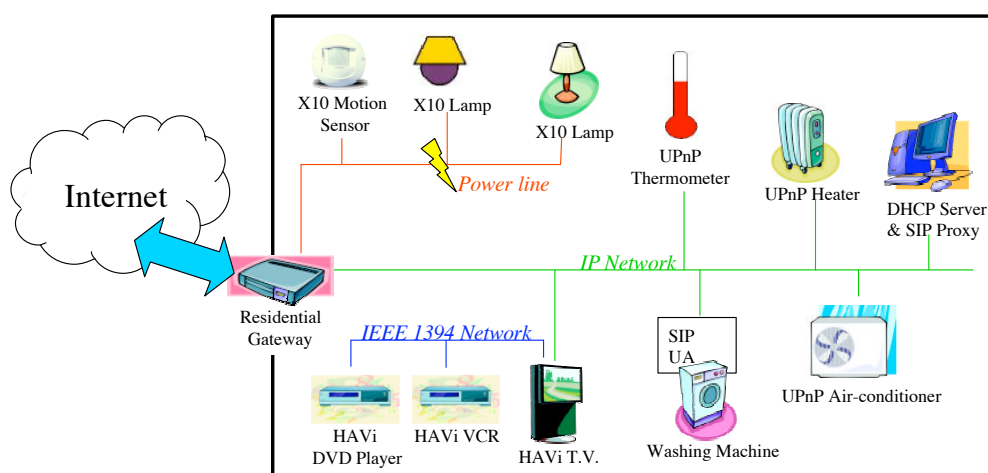 X10 Motion
Sensor
X10 Lamp
X10 Lamp
UPnP
Thermometer
UPnP Heater
DHCP Server
& SIP Proxy
Internet
Power line
IP Network
Residential
Gateway
IEEE 1394 Network
SIP
UA
HAVi
DVD Player
HAVi VCR
HAVi T.V.
Washing Machine
UPnP Air-conditioner